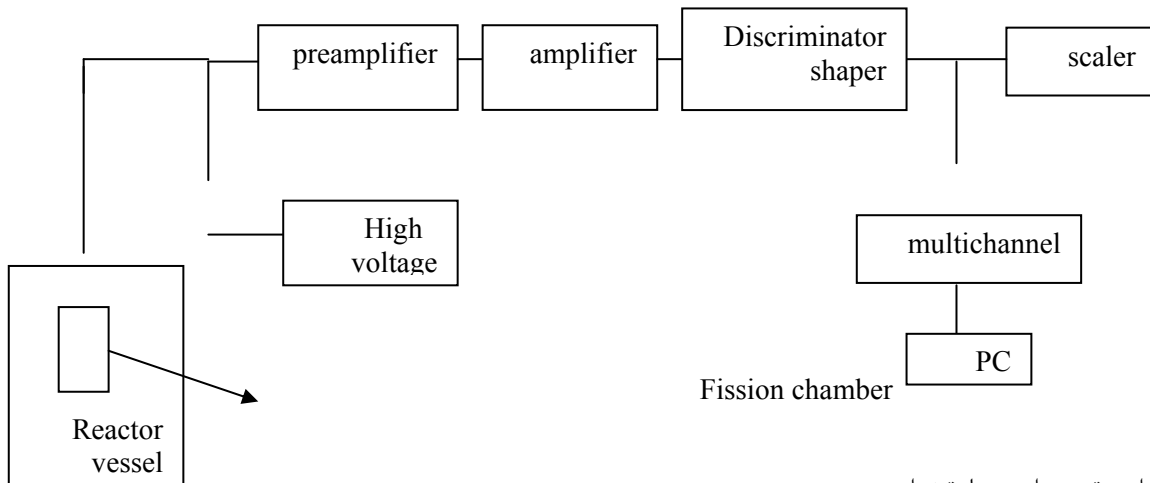 preamplifier
amplifier
Discriminator
shaper
scaler
High
voltage
multichannel
PC
Fission chamber
Reactor
vessel